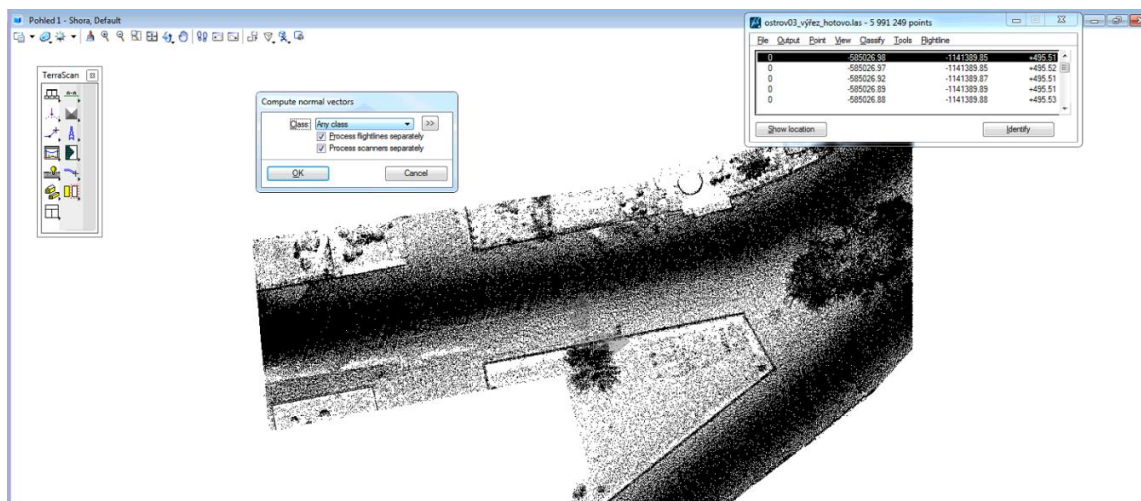 Pohled 1 - Shora, Default
ostrov03_výřez_hotovo.las - 5 991 249 points
File Output Point View Classify Tools Flightline
0 -585026.98 -1141389.85 +495.51
0 -585026.97 -1141389.85 +495.52
0 -585026.92 -1141389.87 +495.51
0 -585026.89 -1141389.89 +495.51
0 -585026.88 -1141389.88 +495.53
Show location Identify
TerraScan
Compute normal vectors
Class: Any class >>
Process flightlines separately
Process scanners separately
OK Cancel